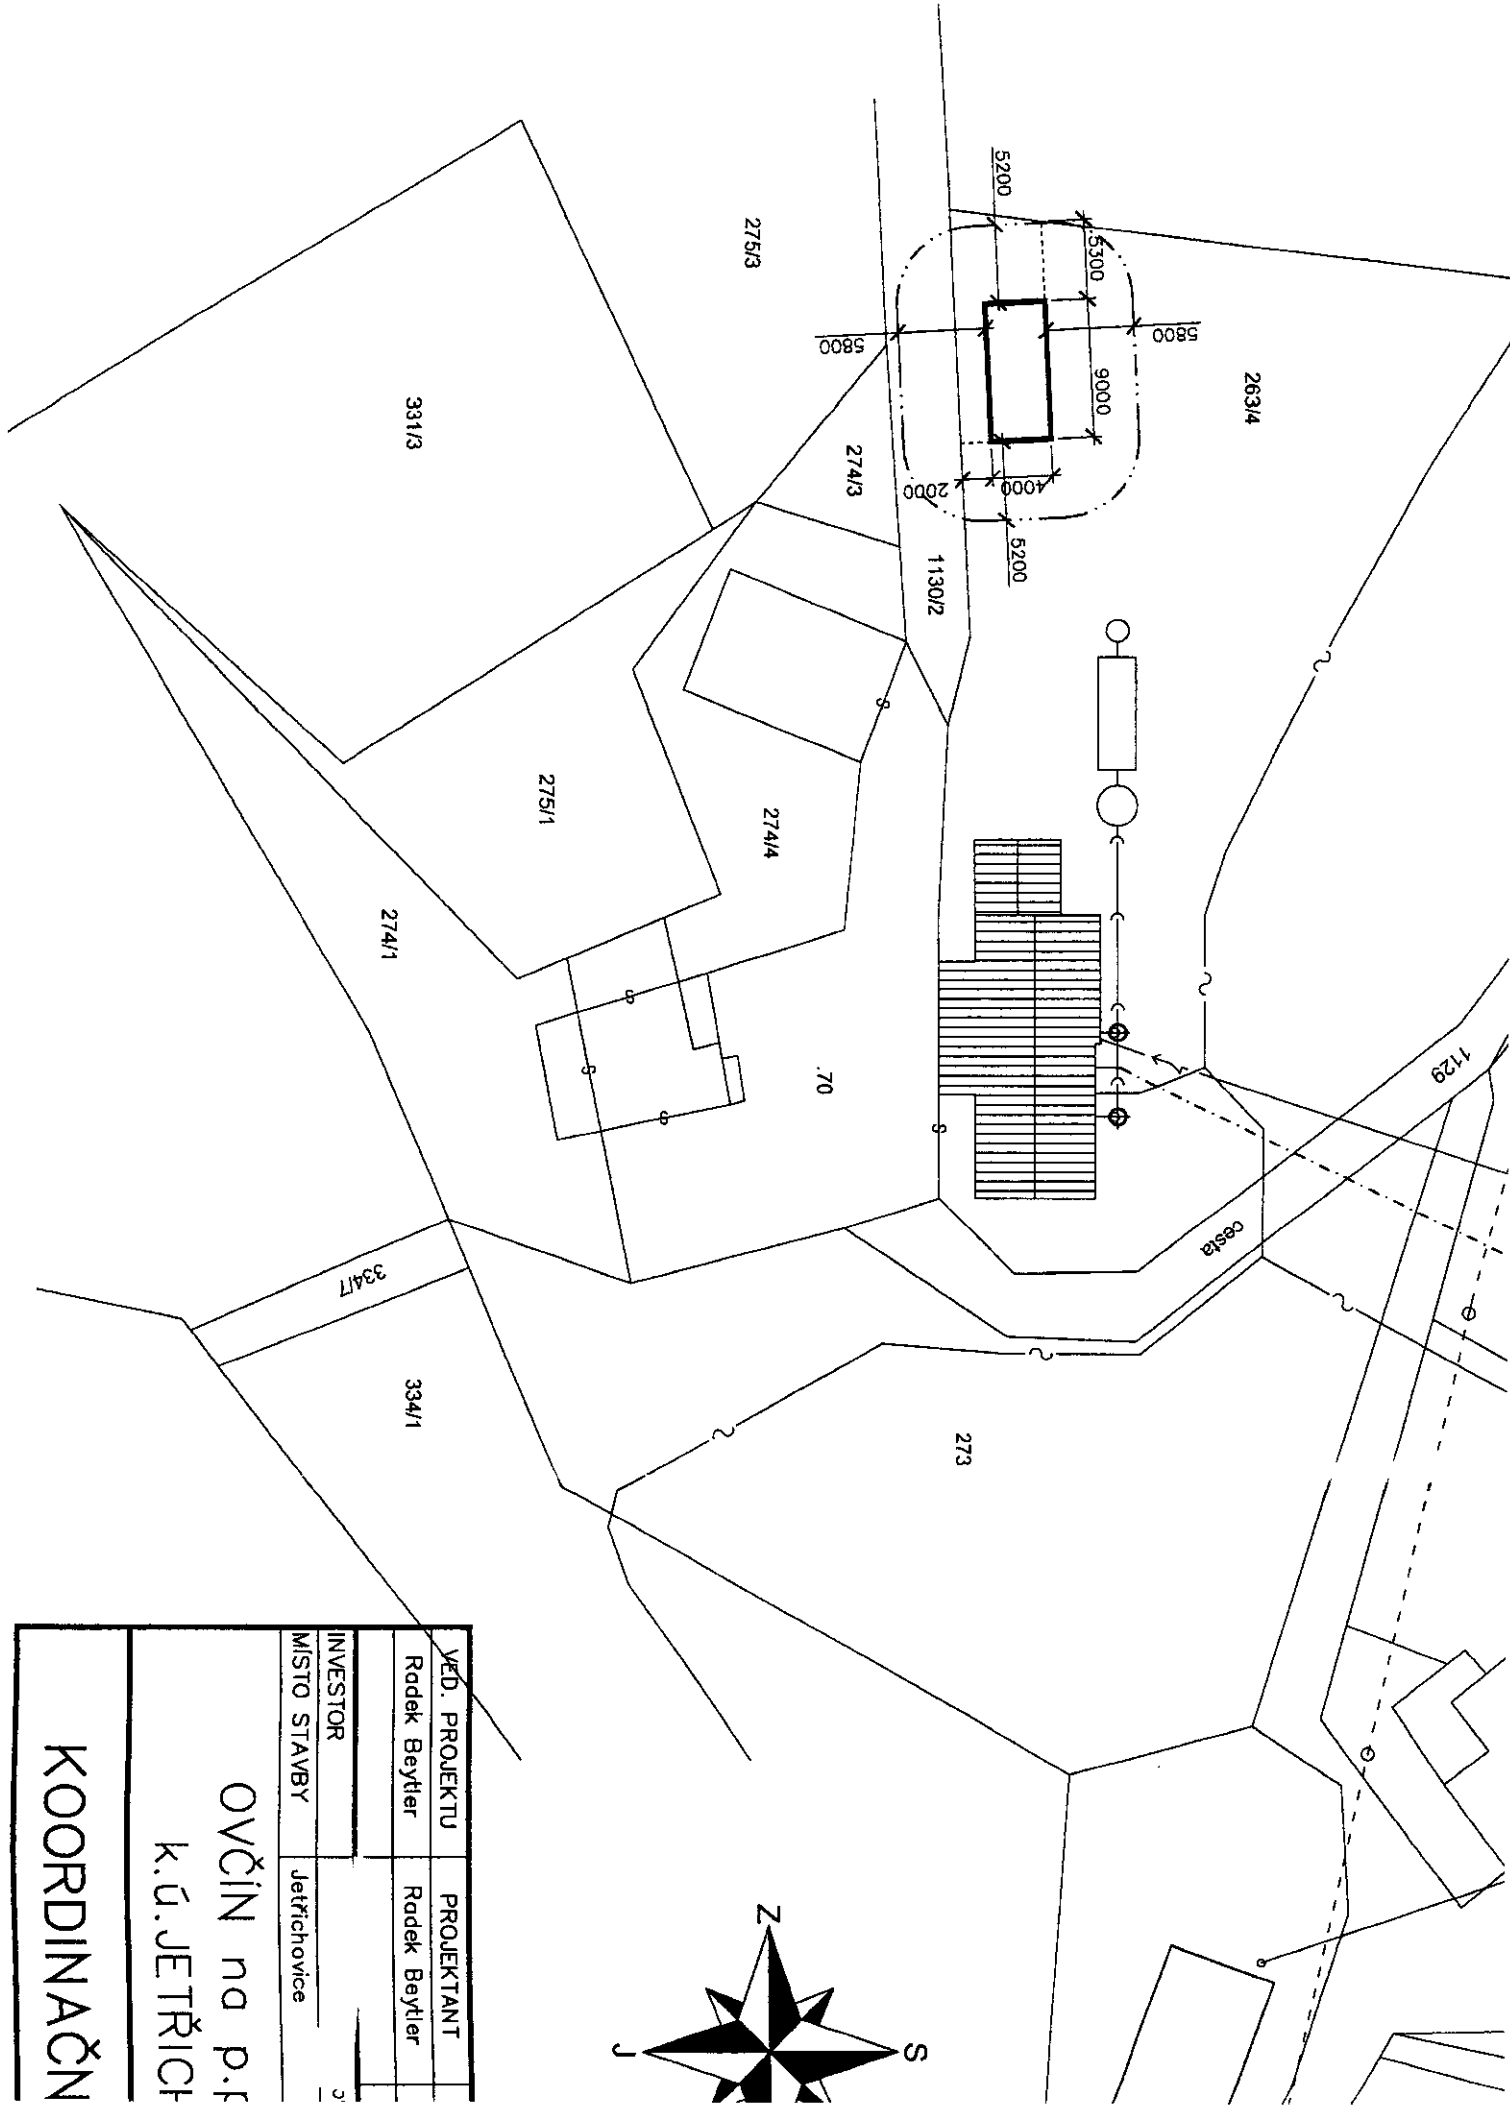 5200
5300
275/3
5800
5800
9000
263/4
331/3
274/3
2000
4000
5200
1130/2
275/1
274/4
274/1
.70
1129
cesta
334/7
334/1
273
Z
S
J
VED. PROJEKTU PROJEKTANT
Radek Beytler Radek Beytler
INVESTOR
MÍSTO STAVBY Jetřichovice
OVČÍN na p.
k.ú.JETŘICH
KOORDINAČN